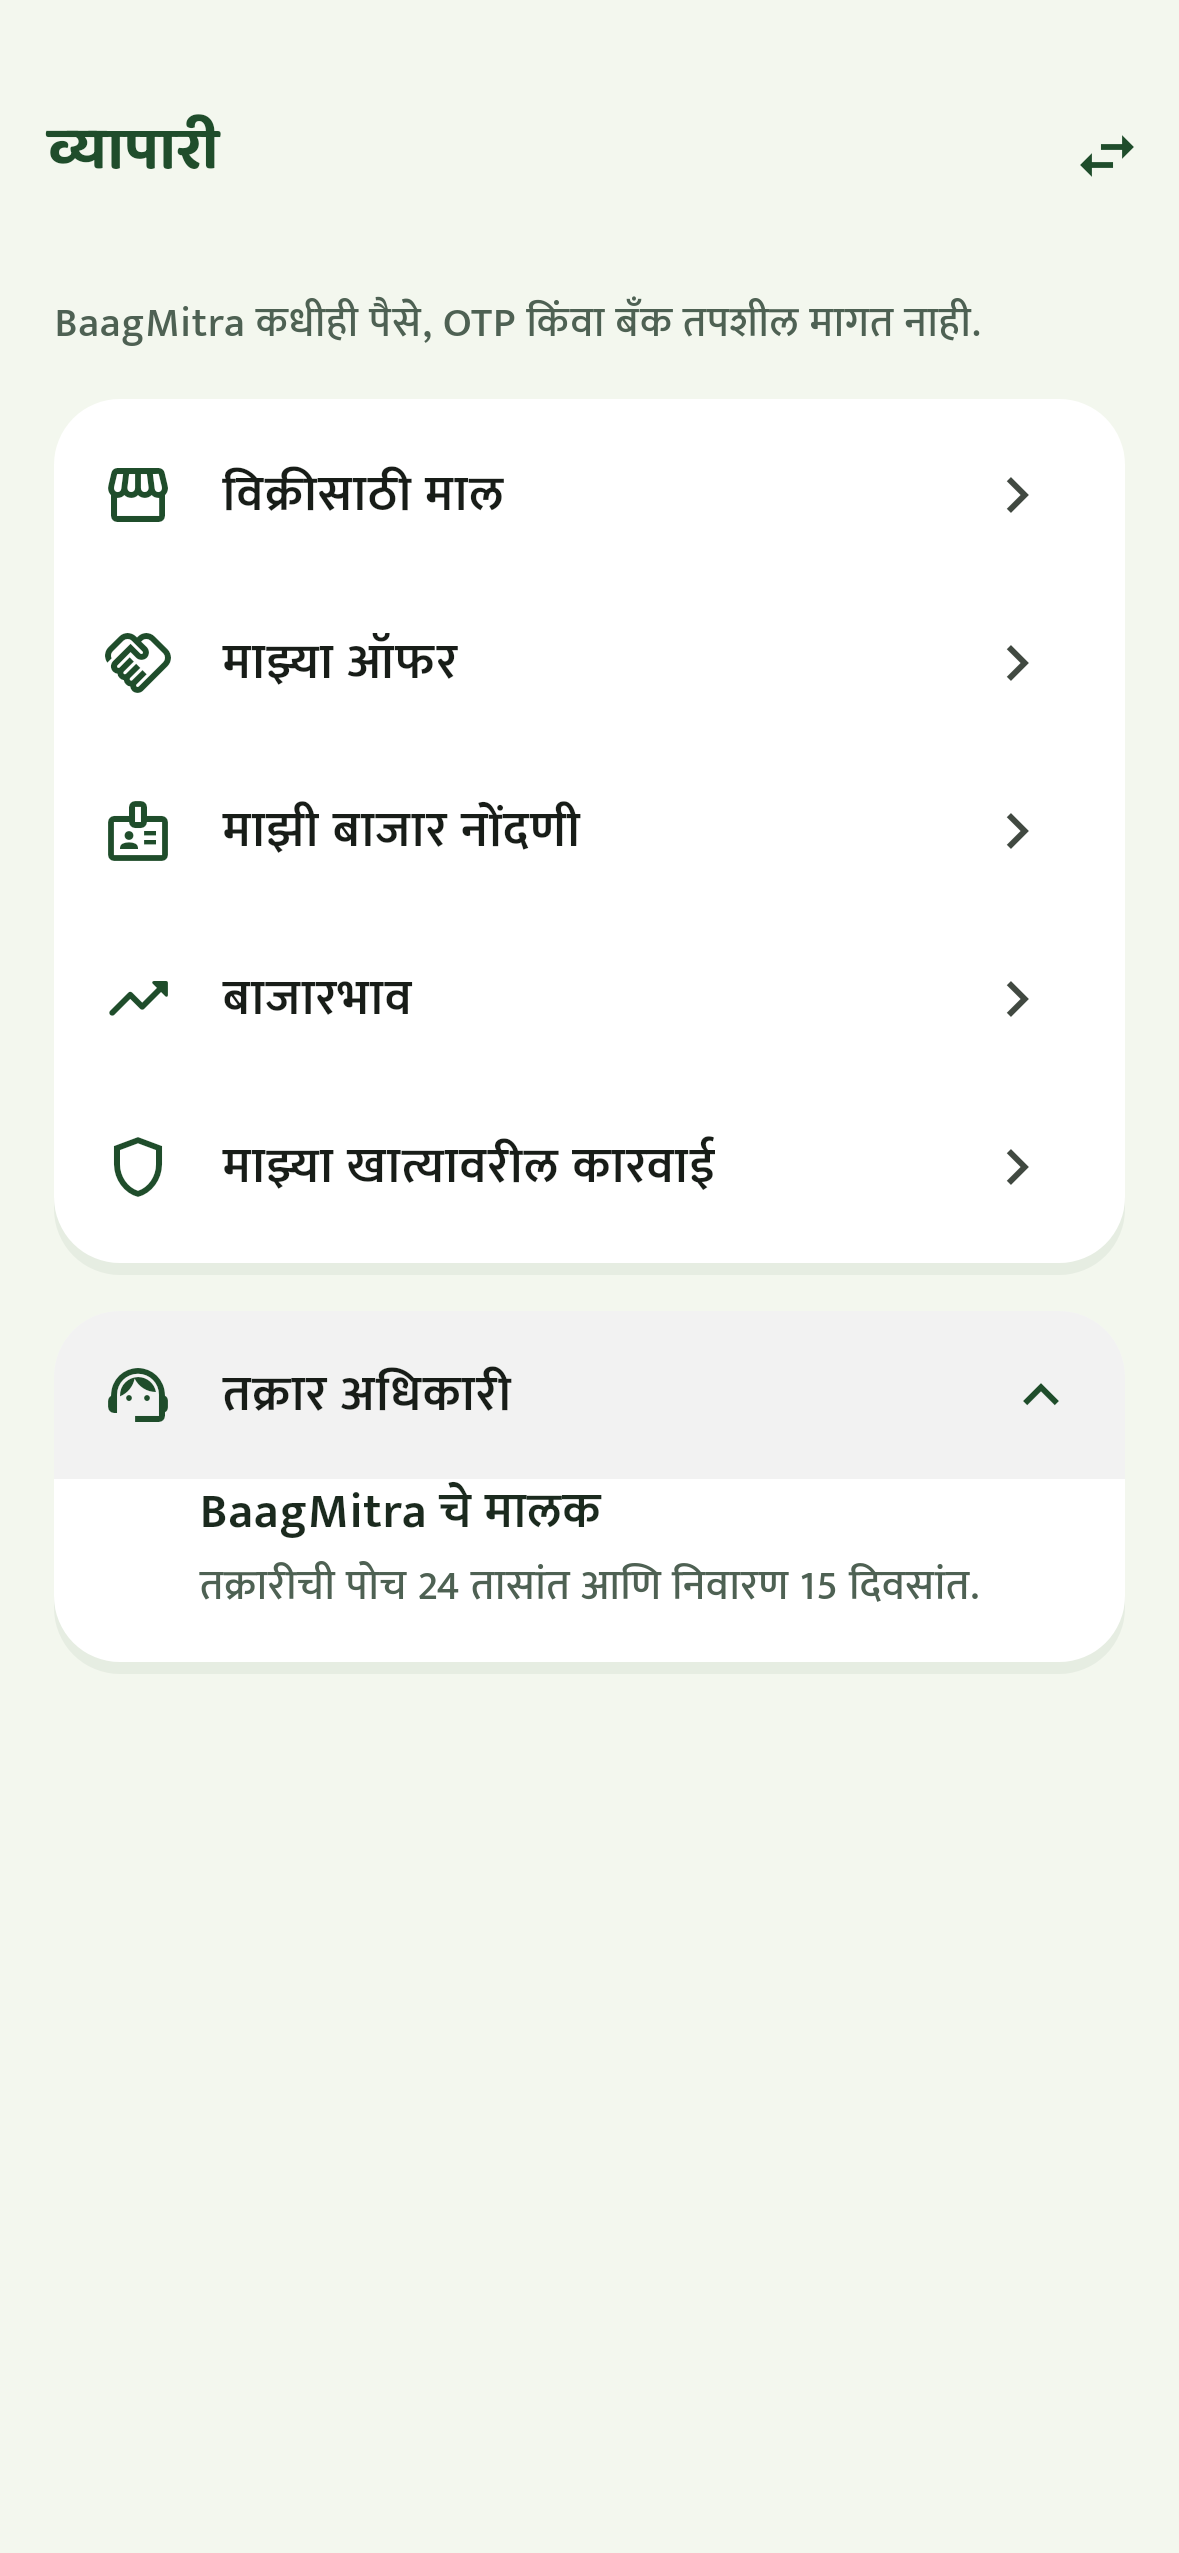 व्यापारी
BaagMitra कधीही पैसे, OTP किंवा बँक तपशील मागत नाही.
विक्रीसाठी माल
माझ्या ऑफर
माझी बाजार नोंदणी
बाजारभाव
माझ्या खात्यावरील कारवाई
तक्रार अधिकारी
BaagMitra चे मालक
तक्रारीची पोच 24 तासांत आणि निवारण 15 दिवसांत.